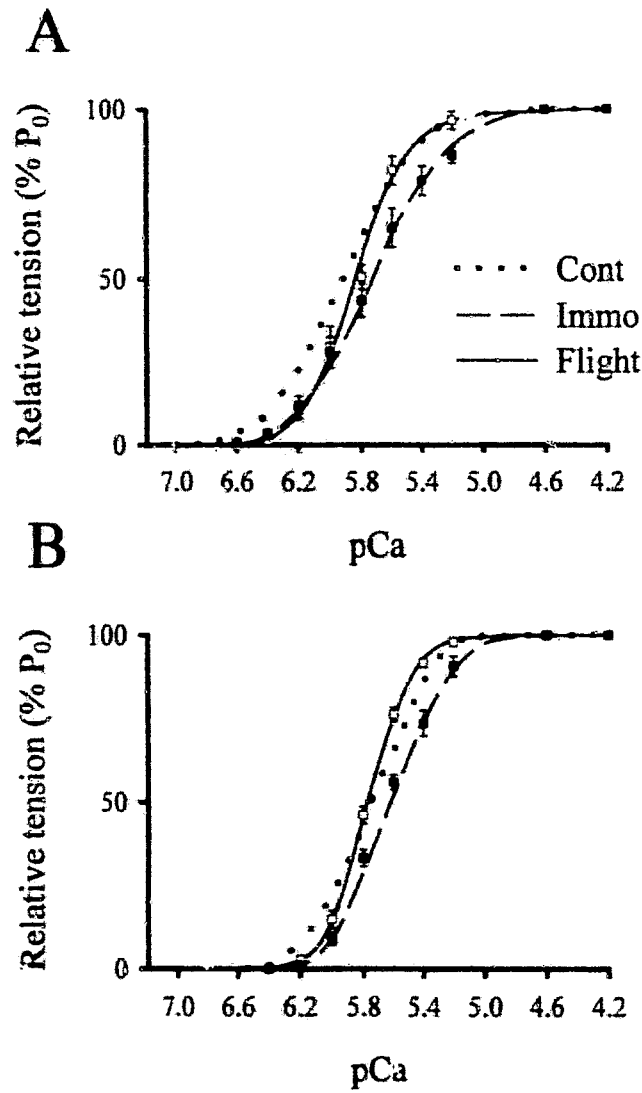 A
Relative tension (% P0)
100
50
0
Cont
Immo
Flight
7.0 6.6 6.2 5.8 5.4 5.0 4.6 4.2
pCa
B
Relative tension (% P0)
100
50
0
7.0 6.6 6.2 5.8 5.4 5.0 4.6 4.2
pCa